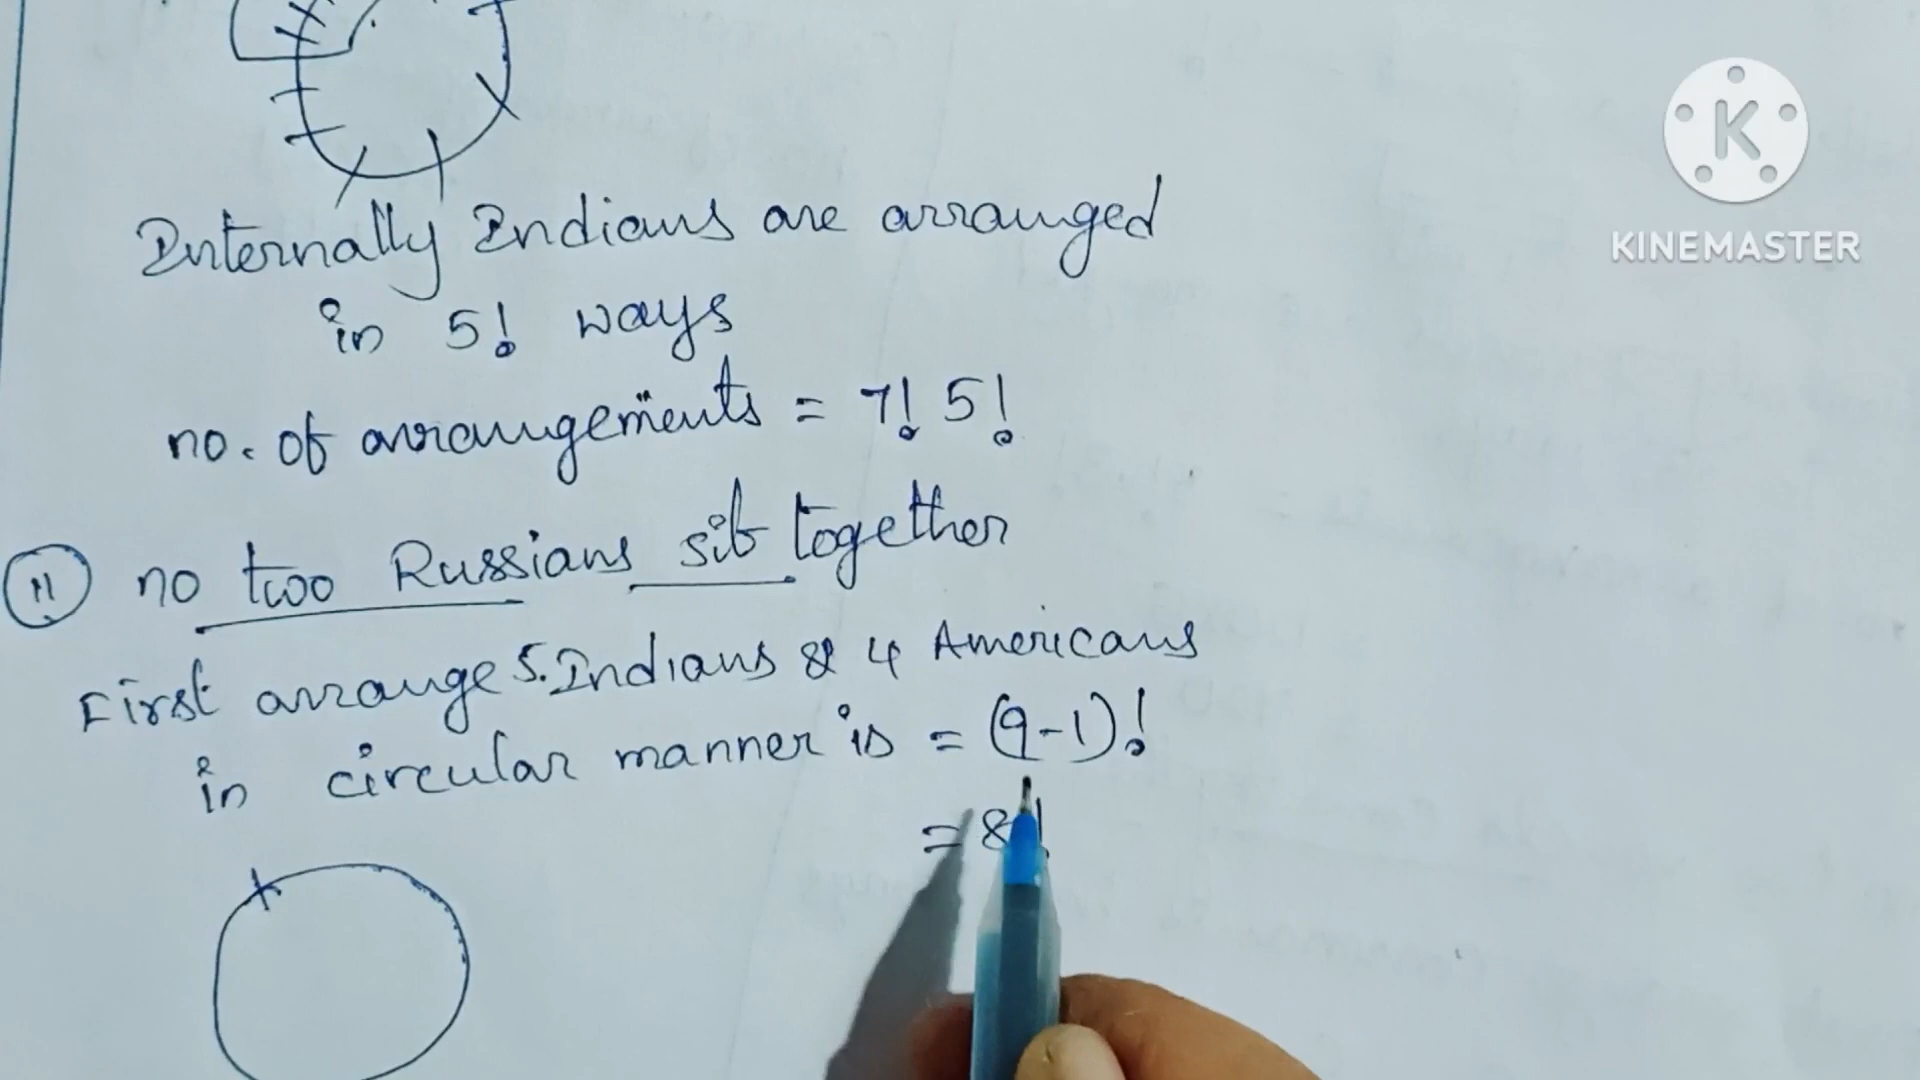 Internally Indians are arranged
in 5! ways
no. of arrangements = 7! 5!
(II) no two Russians sit together
First arrange 5. Indians & 4 Americans
in circular manner is = (9-1)!
= 8!
K
KINEMASTER